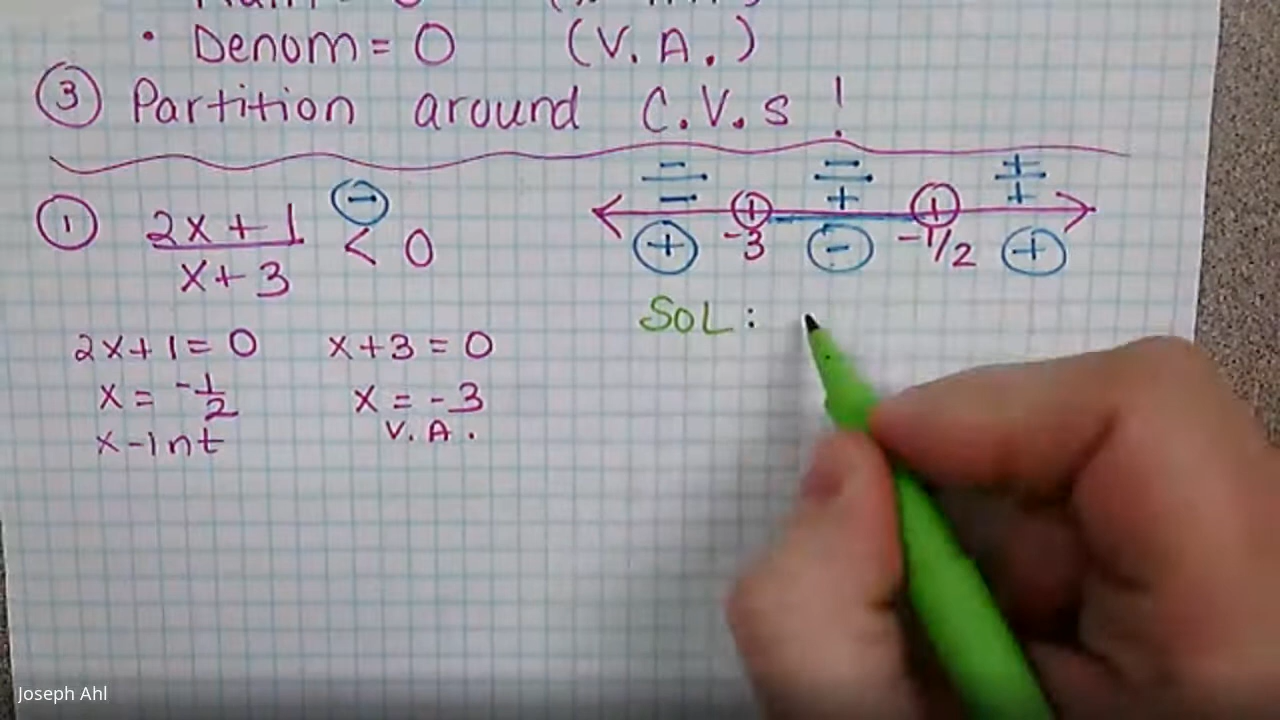 • Denom = 0 (V.A.)
③ Partition around C.V.s !
① 2x+1 / x+3 < 0 ⊖
− / − − / + + / +
-3 -1/2
+ − +
SOL :
2x+1=0 x+3=0
x = -1/2 x = -3
x-int V.A.
Joseph Ahl